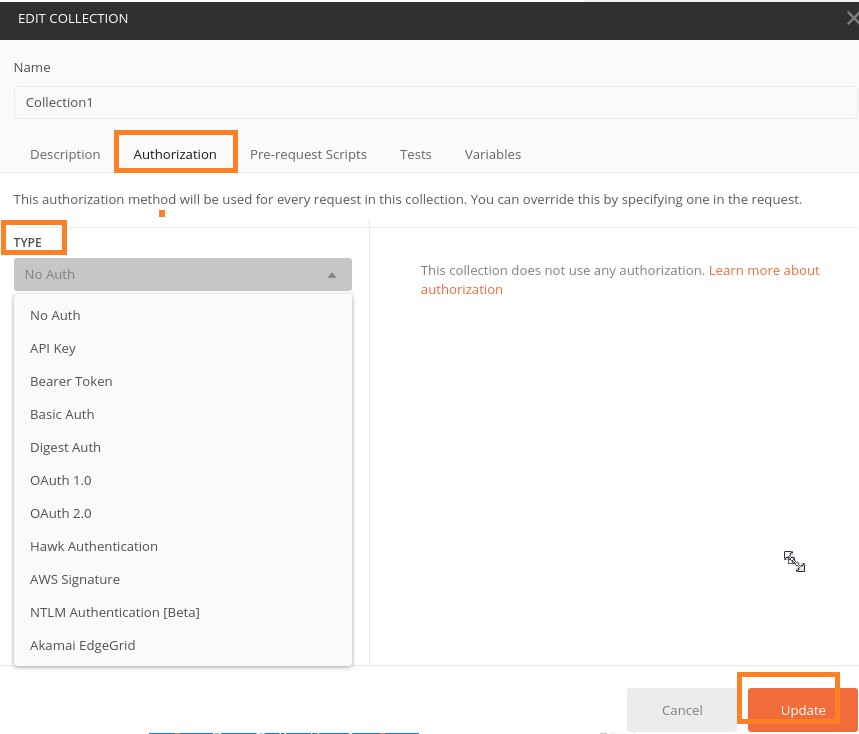 EDIT COLLECTION
Name
Collection1
Description Authorization Pre-request Scripts Tests Variables
This authorization method will be used for every request in this collection. You can override this by specifying one in the request.
TYPE
No Auth
This collection does not use any authorization. Learn more about
authorization
No Auth
API Key
Bearer Token
Basic Auth
Digest Auth
OAuth 1.0
OAuth 2.0
Hawk Authentication
AWS Signature
NTLM Authentication [Beta]
Akamai EdgeGrid
Cancel Update